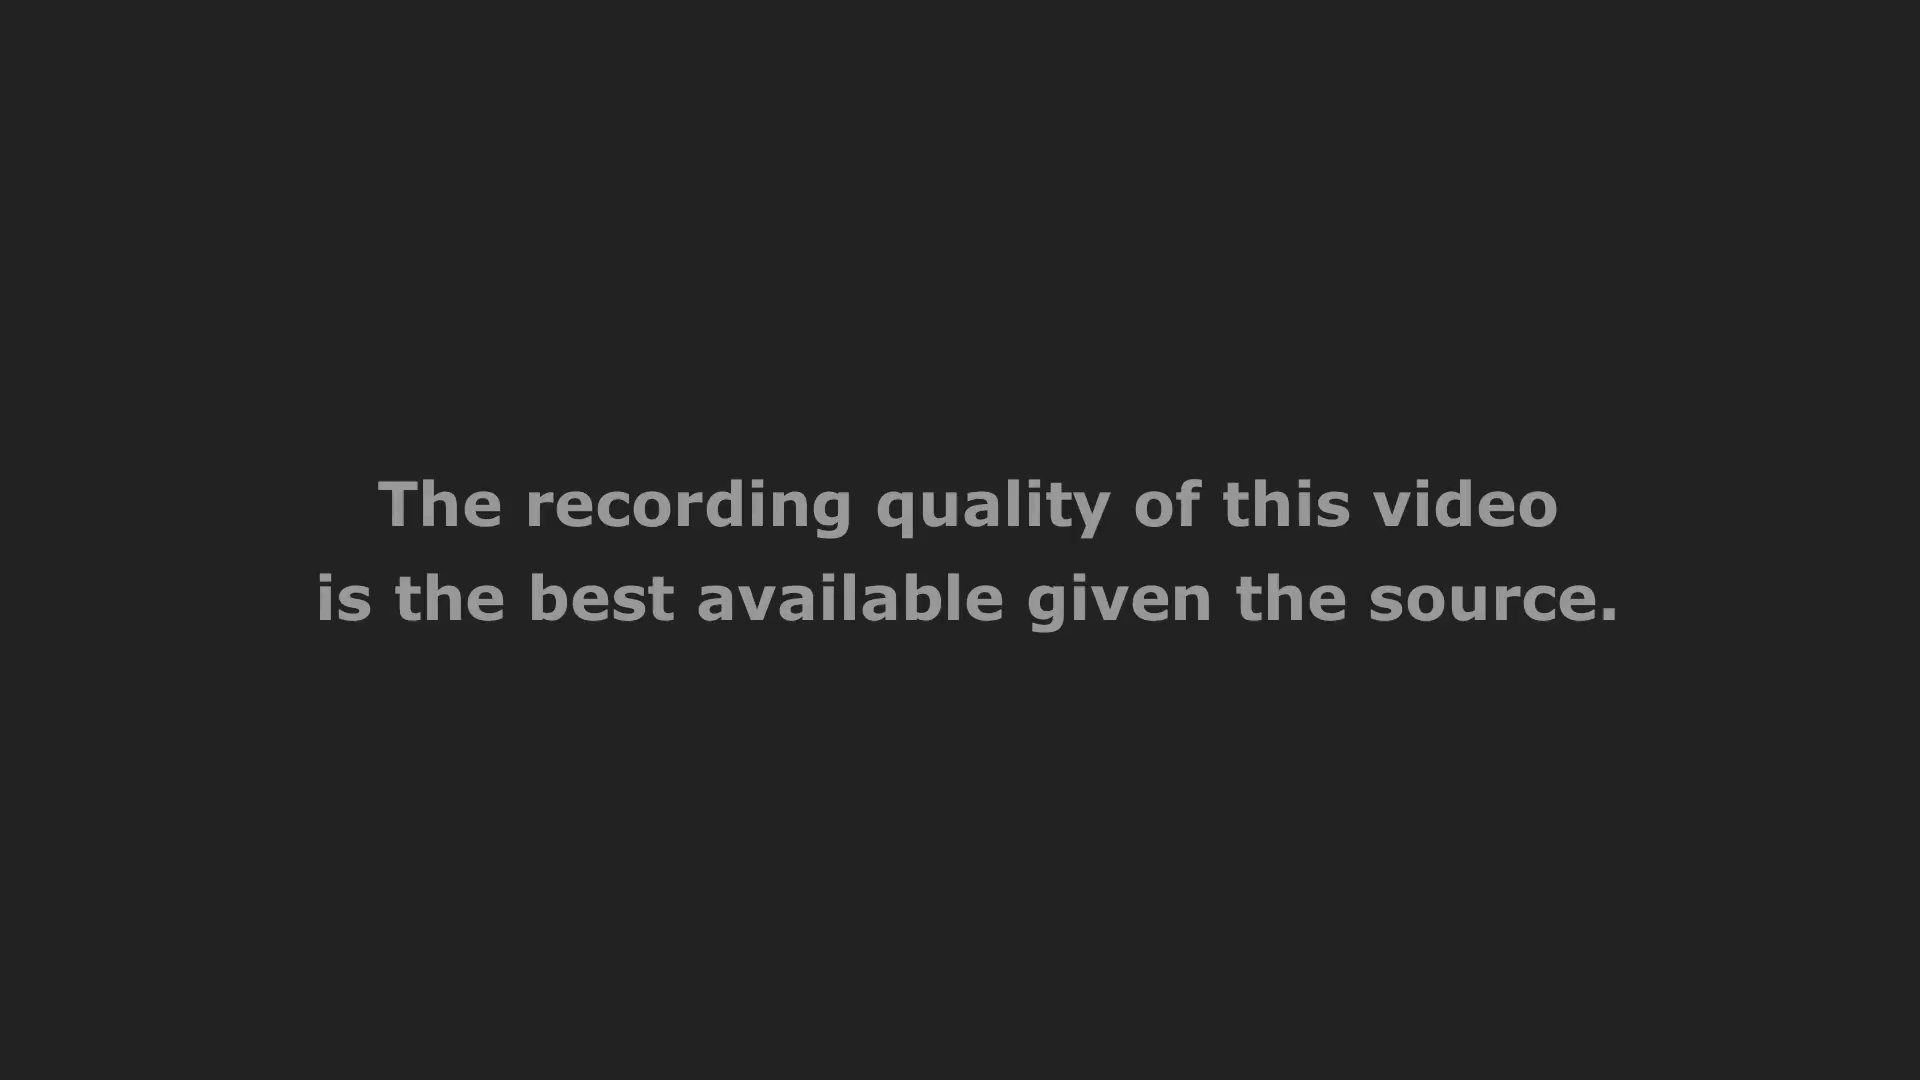 The recording quality of this video
is the best available given the source.